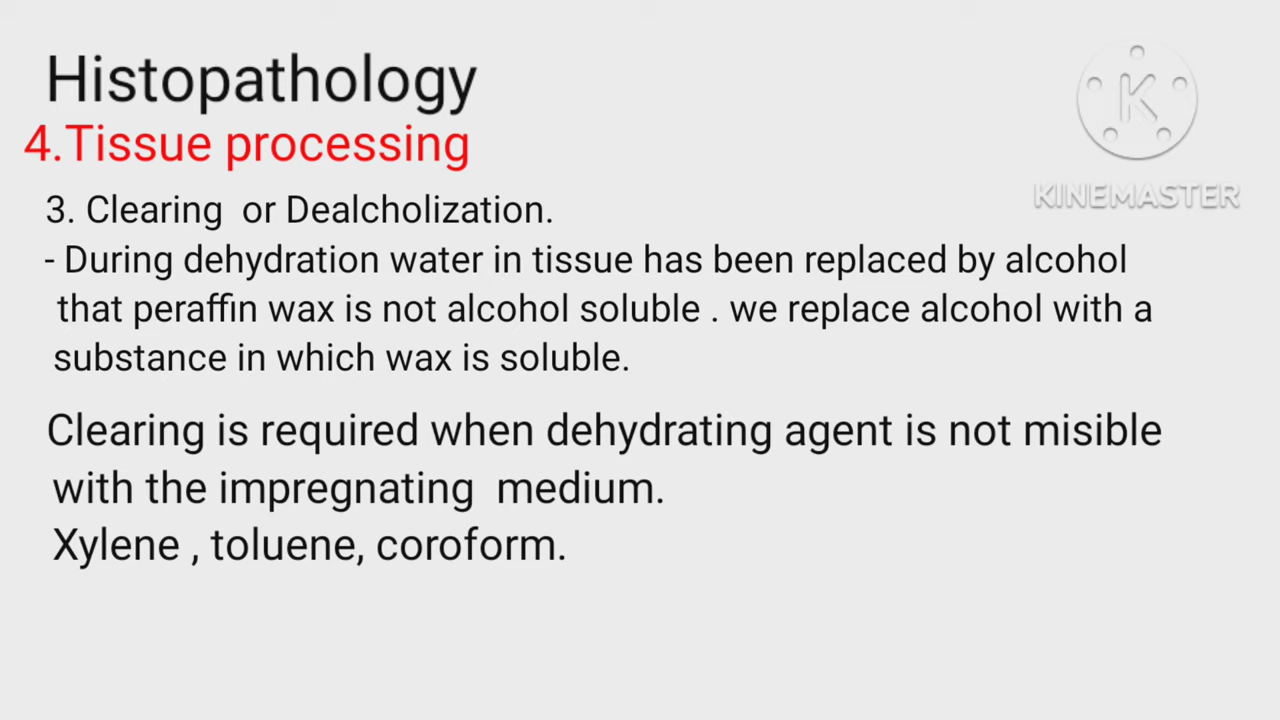 Histopathology
4.Tissue processing
K
KINEMASTER
3. Clearing or Dealcholization.
- During dehydration water in tissue has been replaced by alcohol
that peraffin wax is not alcohol soluble . we replace alcohol with a
substance in which wax is soluble.
Clearing is required when dehydrating agent is not misible
with the impregnating medium.
Xylene , toluene, coroform.